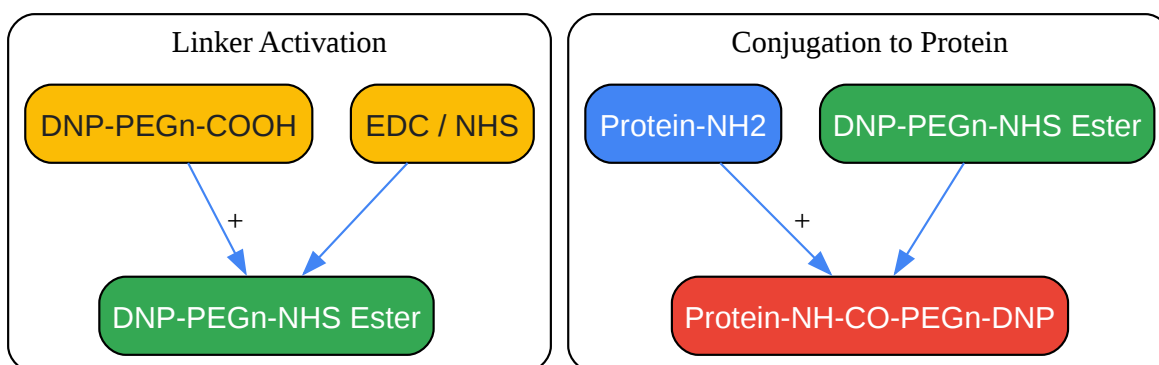 Linker Activation
DNP-PEGn-COOH
EDC / NHS
+
DNP-PEGn-NHS Ester
Conjugation to Protein
Protein-NH2
DNP-PEGn-NHS Ester
+
Protein-NH-CO-PEGn-DNP